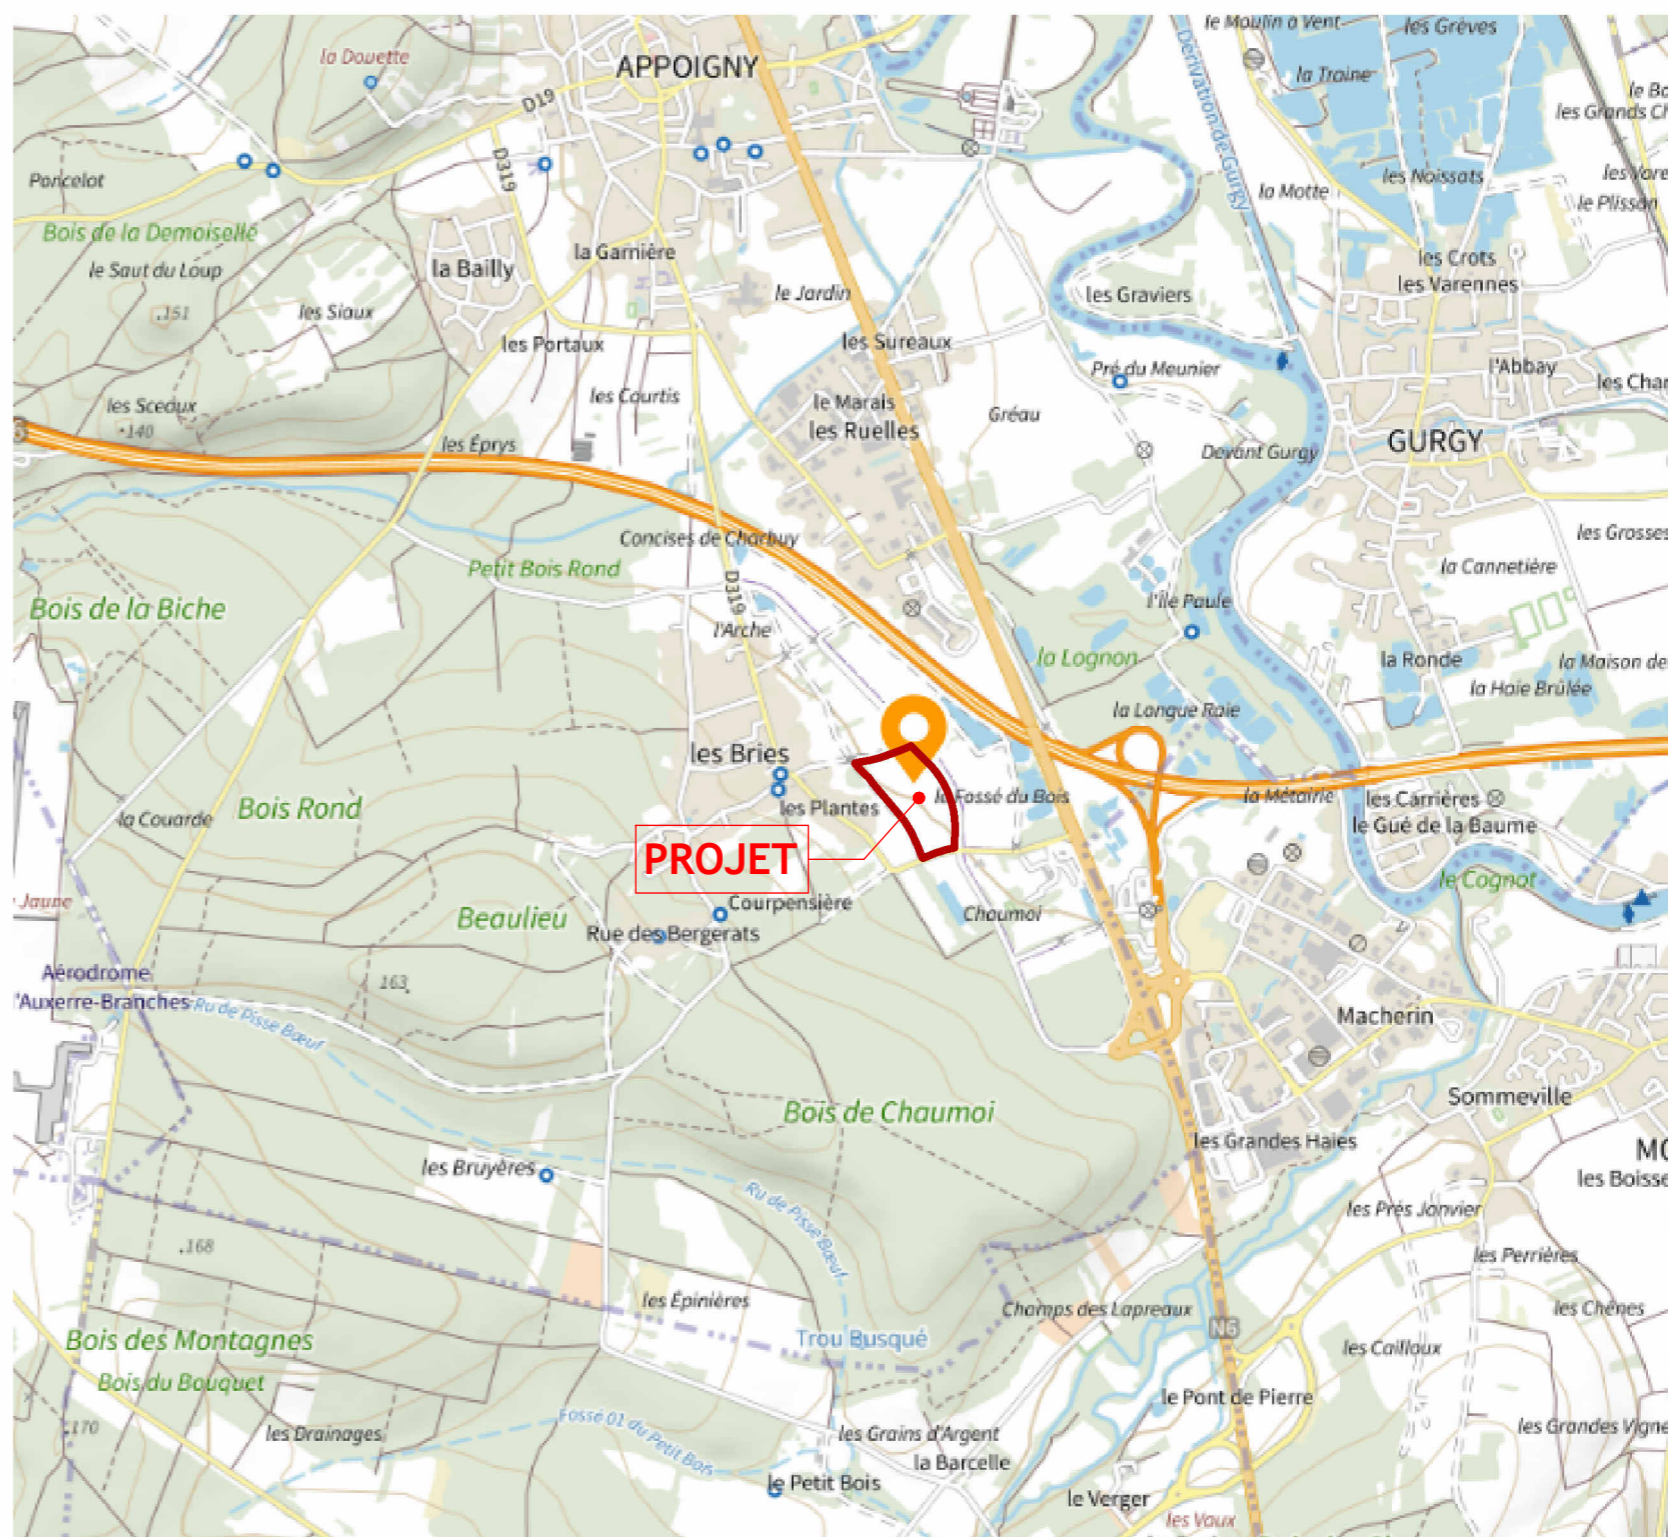 le Moulin à Vent
les Grèves
la Douette
APPOIGNY
la Traine
D19
Dérivation de Gurgy
D319
Poncelot
les Noissats
la Motte
le Plissan
Bois de la Demoiselle
la Garnière
les Crots
le Saut du Loup
la Bailly
les Varennes
le Jardin
les Graviers
151
les Siaux
les Portaux
les Sureaux
Pré du Meunier
l'Abbay
les Char
les Courtis
le Marais
les Sceaux
Gréau
140
les Ruelles
les Éprys
GURGY
Devant Gurgy
Concises de Charbuy
les Grosses
Petit Bois Rond
la Cannetière
D319
Bois de la Biche
l'Île Paule
l'Arche
la Lognon
la Ronde
la Maison de
la Haie Brûlée
la Longue Raie
les Bries
Bois Rond
les Plantes
le Fossé du Bois
la Métairie
les Carrières
la Couarde
le Gué de la Baume
PROJET
le Cognot
Jaune
Beaulieu
Courpensière
Chaumoi
Rue des Bergerats
Aérodrome
163
'Auxerre-Branches
Ru de Pisse Bœuf
Macherin
Bois de Chaumoi
Sommeville
les Grandes Haies
les Bruyères
les Boisse
Ru de Pisse Bœuf
les Prés Janvier
168
les Perrières
les Épinières
Champs des Lapreaux
les Chênes
Bois des Montagnes
Trou Busqué
N6
les Cailloux
Bois du Bouquet
le Pont de Pierre
170
les Drainages
Fossé 01 du Petit Bois
les Grains d'Argent
les Grandes Vigne
la Barcelle
le Petit Bois
le Verger
les Vaux